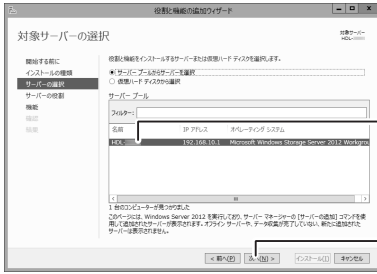 役割と機能の追加ウィザード
対象サーバーの選択
対象サーバー
HDL-
開始する前に
インストールの種類
サーバーの選択
サーバーの役割
機能
確認
結果
役割と機能をインストールするサーバーまたは仮想ハード ディスクを選択します。
サーバー プールからサーバーを選択
仮想ハード ディスクから選択
サーバー プール
フィルター:
名前 IP アドレス オペレーティング システム
HDL- 192.168.10.1 Microsoft Windows Storage Server 2012 Workgrou
1 台のコンピューターが見つかりました
このページには、Windows Server 2012 を実行しており、サーバー マネージャーの [サーバーの追加] コマンドを使
用して追加されたサーバーが表示されます。オフライン サーバーや、データ収集が完了していない、新たに追加された
サーバーは表示されません。
< 前へ(P) 次へ(N) > インストール(I) キャンセル